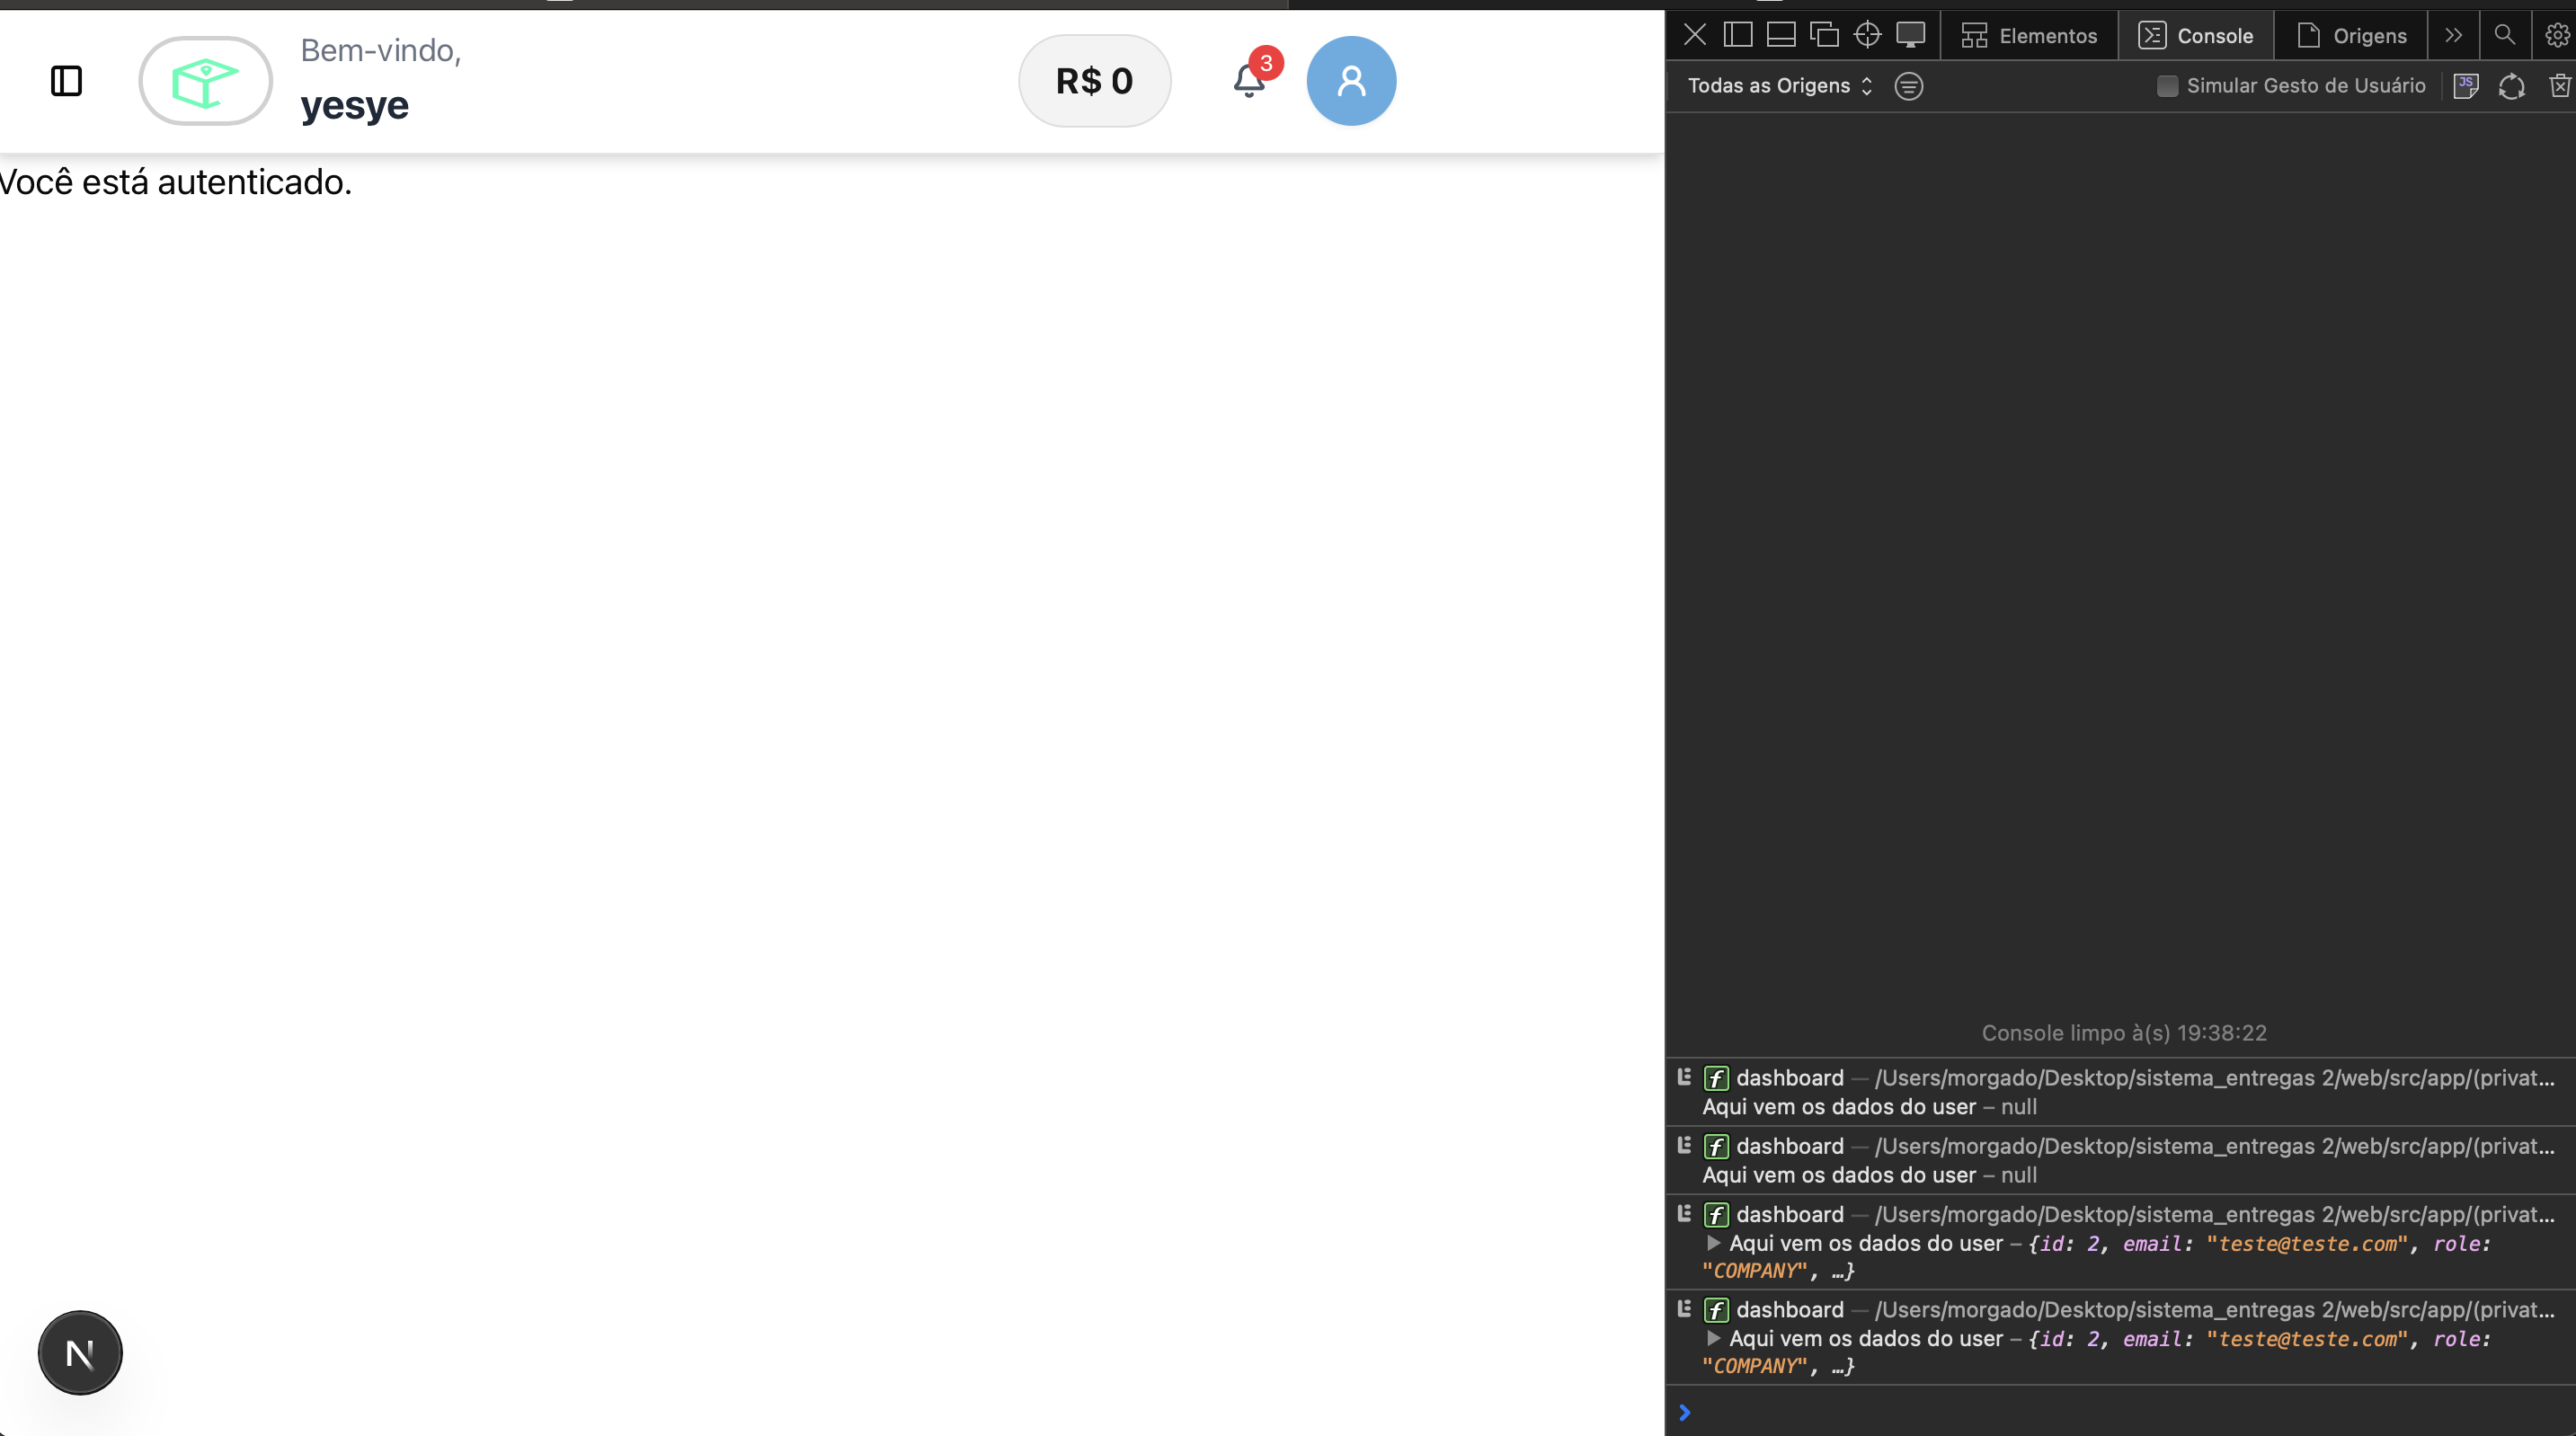 Bem-vindo,
yesye
R$ 0
3
Você está autenticado.
N
Elementos
Console
Origens
Todas as Origens
Simular Gesto de Usuário
JS
Console limpo à(s) 19:38:22
f dashboard — /Users/morgado/Desktop/sistema_entregas 2/web/src/app/(privat...
Aqui vem os dados do user – null
f dashboard — /Users/morgado/Desktop/sistema_entregas 2/web/src/app/(privat...
Aqui vem os dados do user – null
f dashboard — /Users/morgado/Desktop/sistema_entregas 2/web/src/app/(privat...
Aqui vem os dados do user – {id: 2, email: "teste@teste.com", role:
"COMPANY", …}
f dashboard — /Users/morgado/Desktop/sistema_entregas 2/web/src/app/(privat...
Aqui vem os dados do user – {id: 2, email: "teste@teste.com", role:
"COMPANY", …}